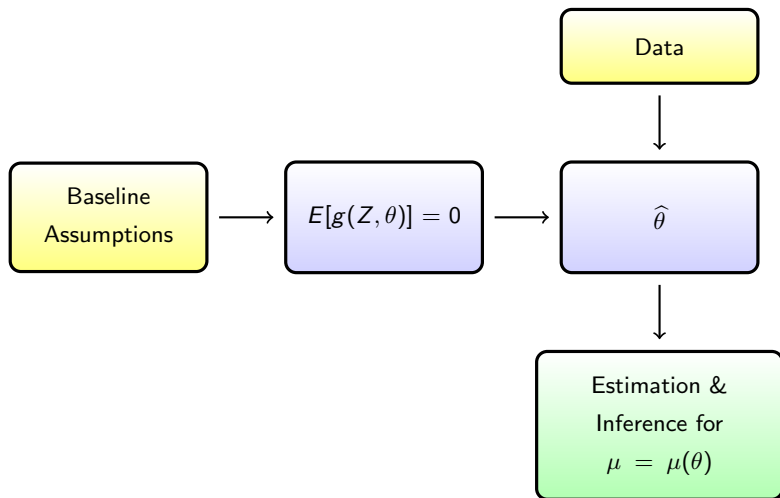 Data
Baseline
Assumptions
E[g(Z, θ)] = 0
θ̂
Estimation &
Inference for
μ = μ(θ)